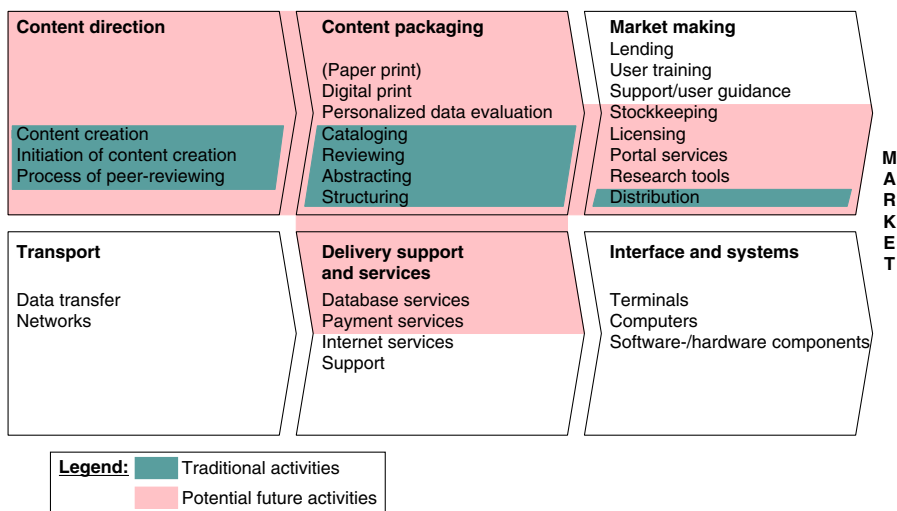 Content direction
Content creation
Initiation of content creation
Process of peer-reviewing
Content packaging
(Paper print)
Digital print
Personalized data evaluation
Cataloging
Reviewing
Abstracting
Structuring
Market making
Lending
User training
Support/user guidance
Stockkeeping
Licensing
Portal services
Research tools
Distribution
MARKET
Transport
Data transfer
Networks
Delivery support
and services
Database services
Payment services
Internet services
Support
Interface and systems
Terminals
Computers
Software-/hardware components
Legend:
Traditional activities
Potential future activities